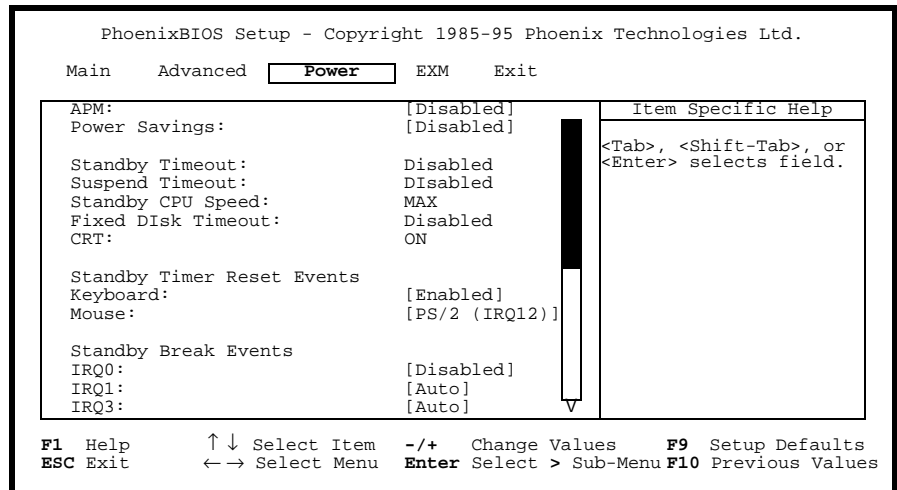 PhoenixBIOS Setup - Copyright 1985-95 Phoenix Technologies Ltd.
Main Advanced Power EXM Exit
APM: [Disabled]
Power Savings: [Disabled]
Standby Timeout: Disabled
Suspend Timeout: DIsabled
Standby CPU Speed: MAX
Fixed DIsk Timeout: Disabled
CRT: ON
Standby Timer Reset Events
Keyboard: [Enabled]
Mouse: [PS/2 (IRQ12)]
Standby Break Events
IRQ0: [Disabled]
IRQ1: [Auto]
IRQ3: [Auto]
V
Item Specific Help
<Tab>, <Shift-Tab>, or
<Enter> selects field.
F1 Help ↑↓ Select Item -/+ Change Values F9 Setup Defaults
ESC Exit ←→ Select Menu Enter Select > Sub-Menu F10 Previous Values